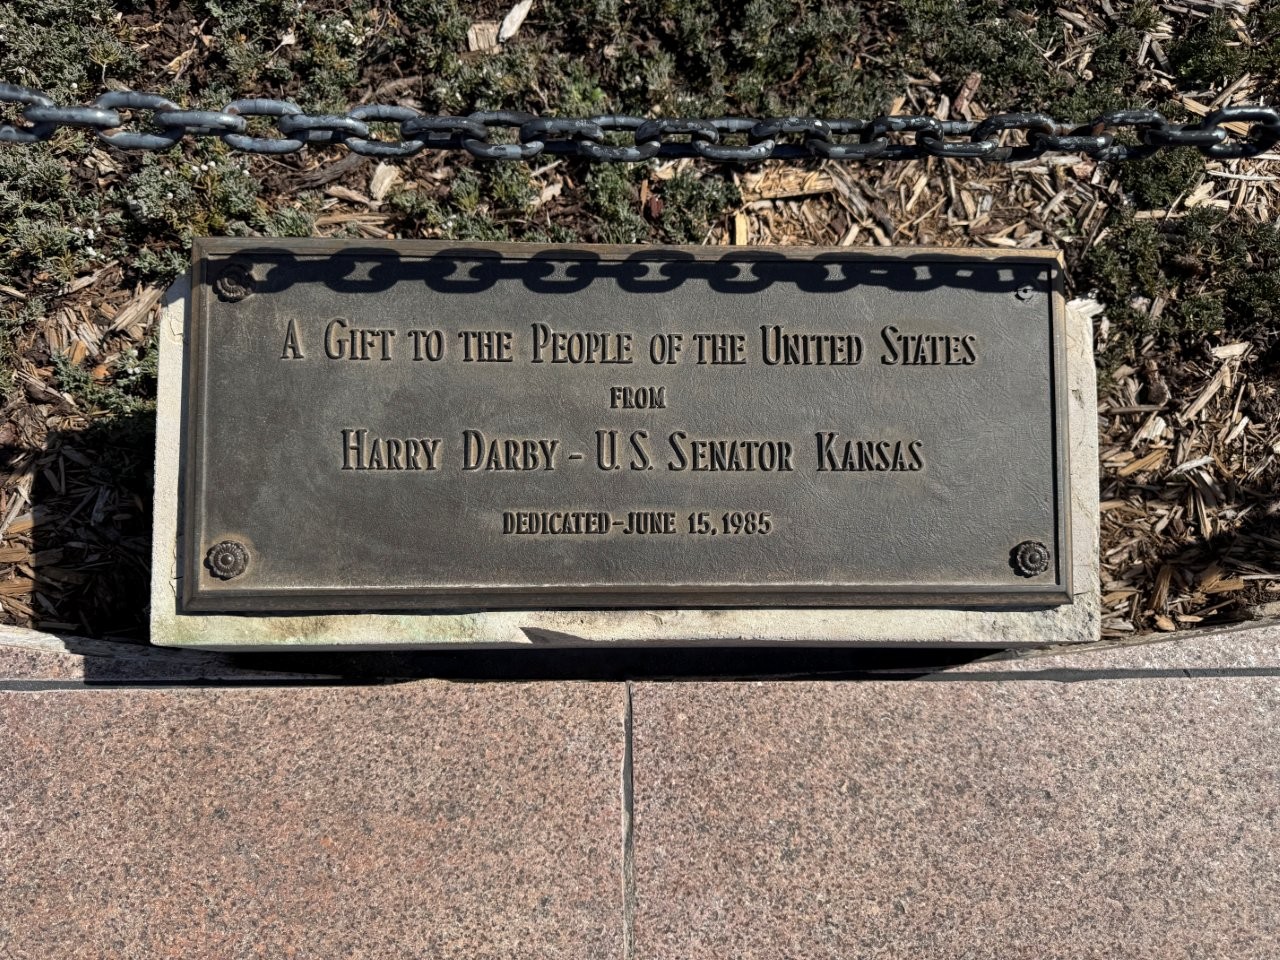 A Gift to the People of the United States
from
Harry Darby - U.S. Senator Kansas
Dedicated-June 15, 1985